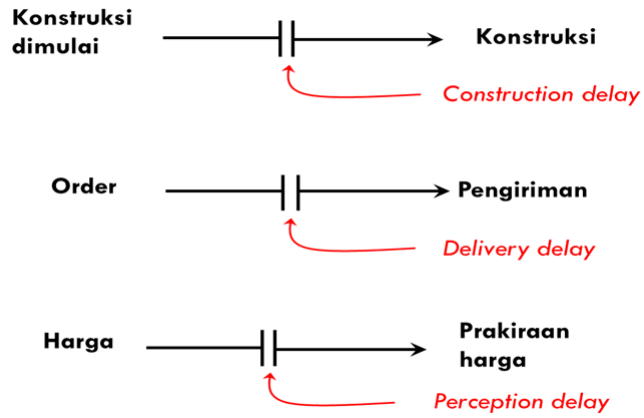 Konstruksi
dimulai
Konstruksi
Construction delay
Order
Pengiriman
Delivery delay
Harga
Prakiraan
harga
Perception delay